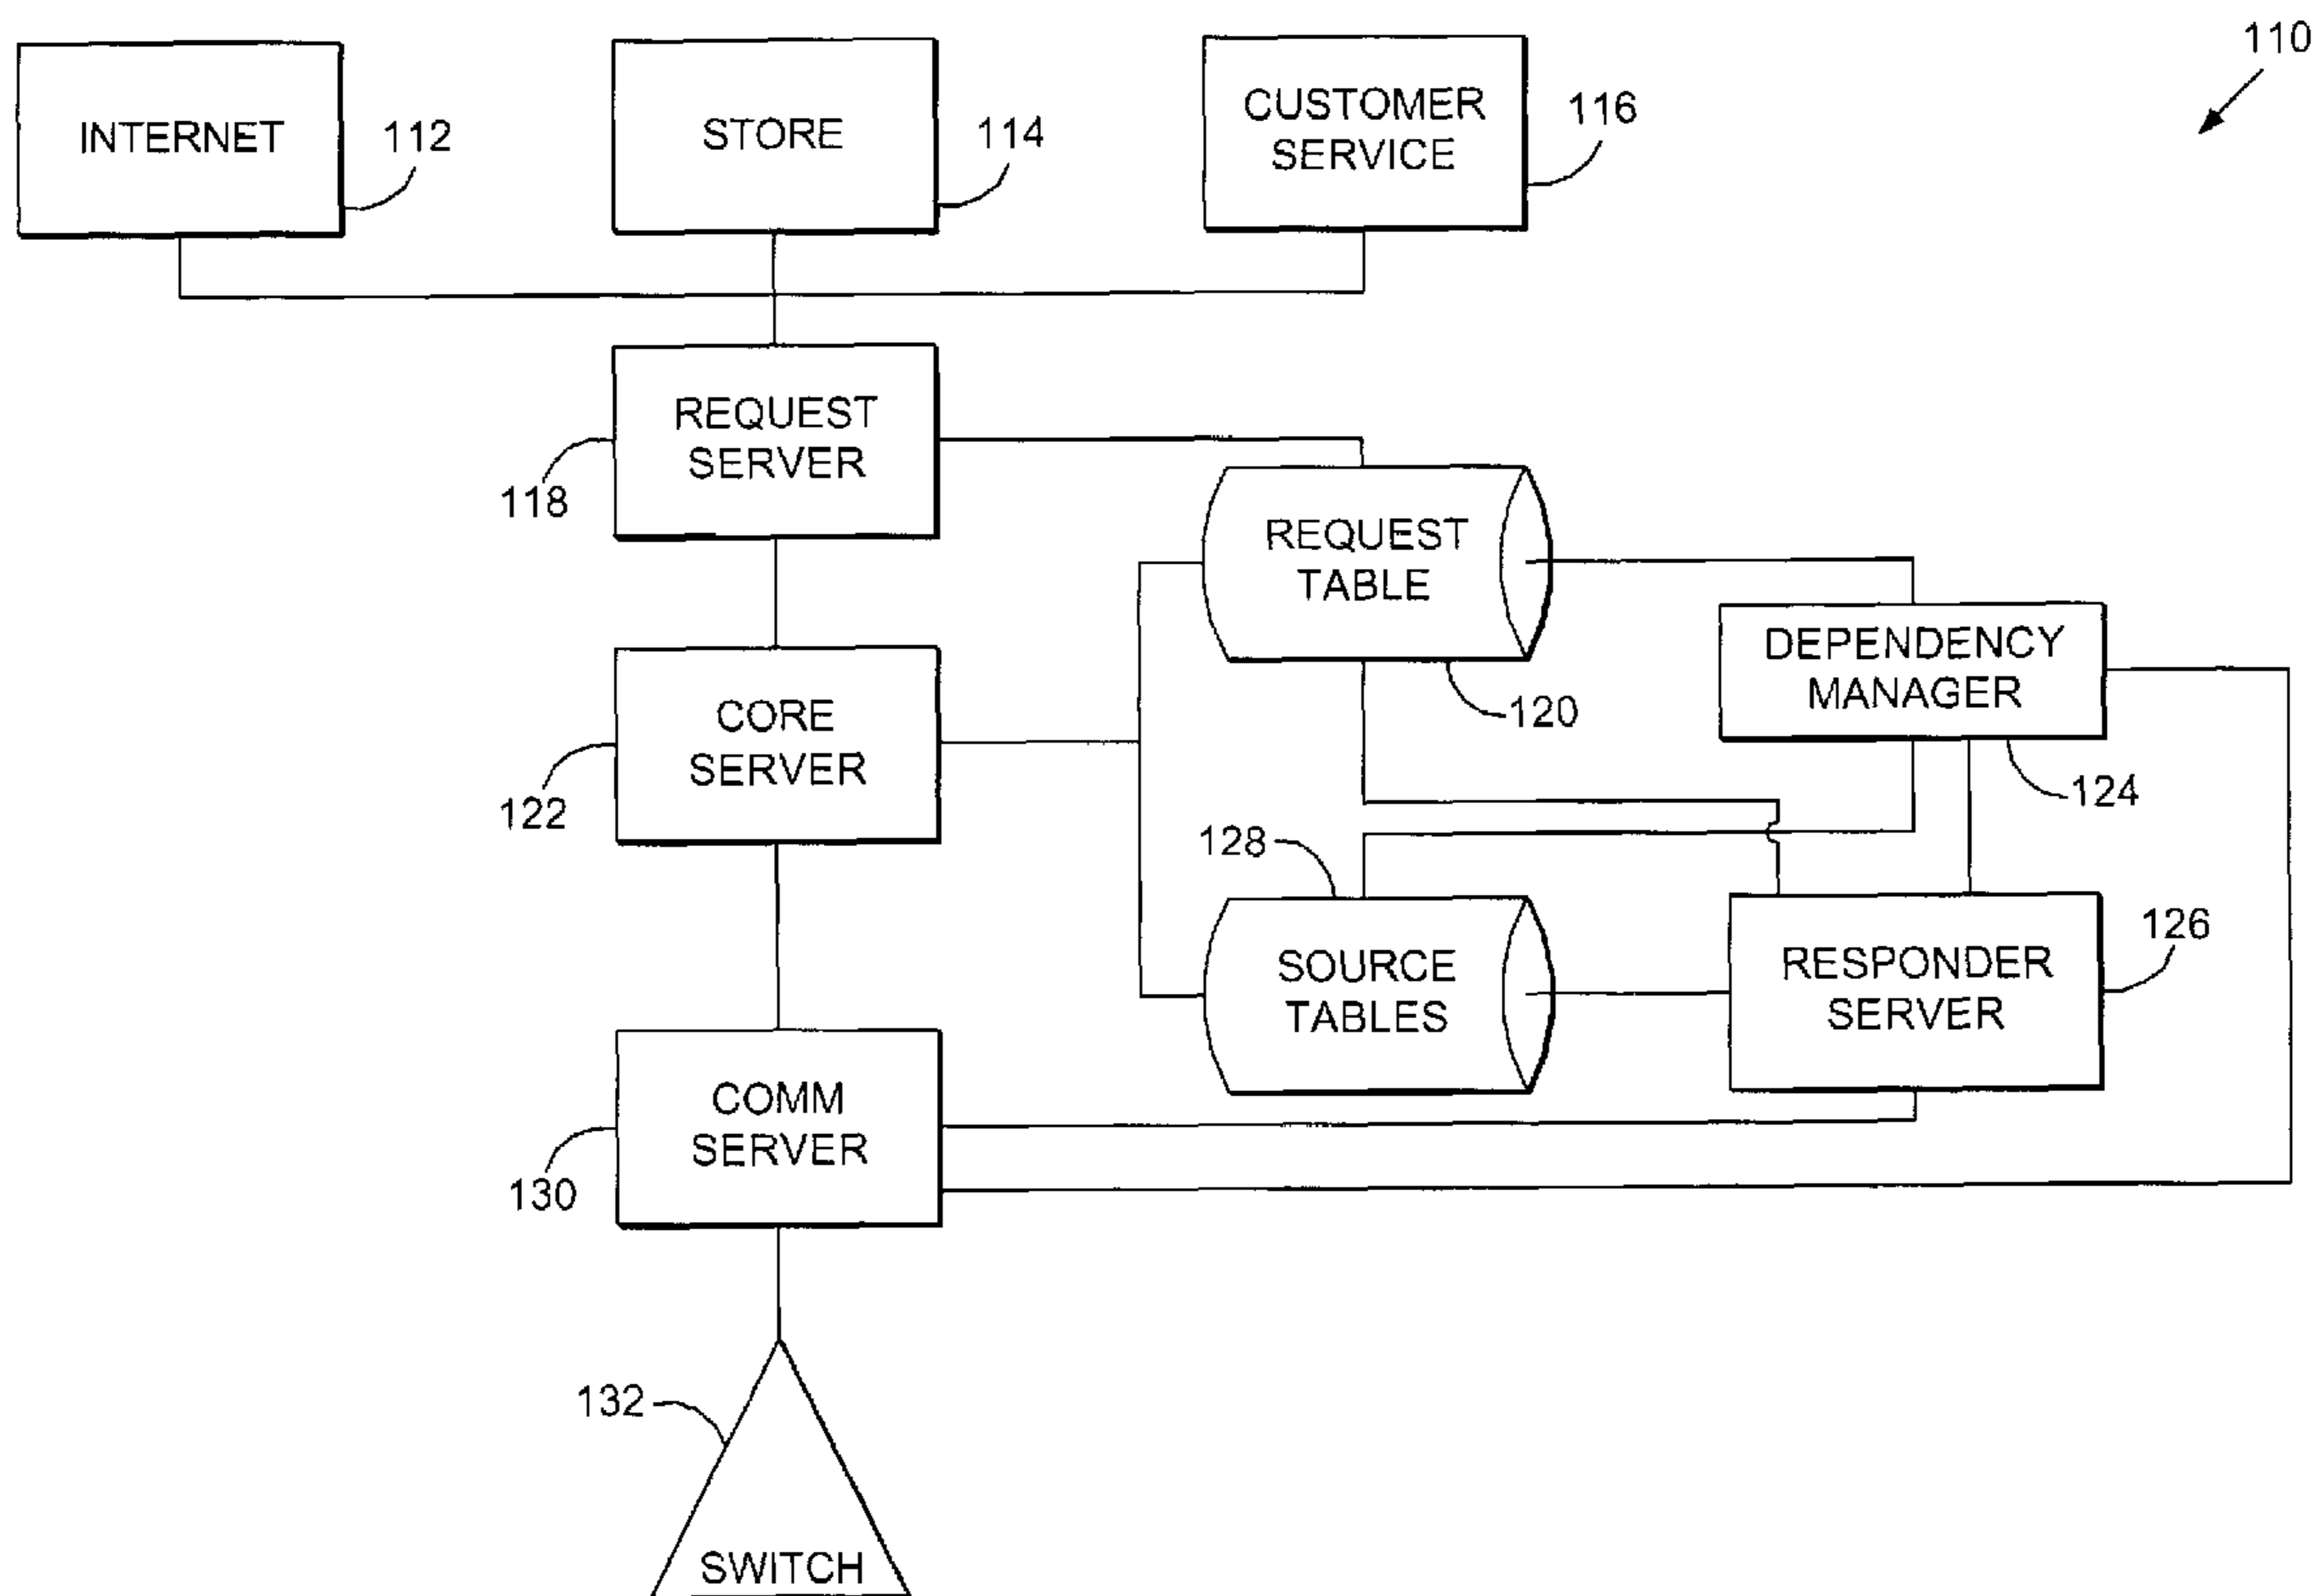 110
INTERNET
112
STORE
114
CUSTOMER
SERVICE
116
REQUEST
SERVER
118
REQUEST
TABLE
120
DEPENDENCY
MANAGER
124
CORE
SERVER
122
128
SOURCE
TABLES
RESPONDER
SERVER
126
COMM
SERVER
130
132
SWITCH